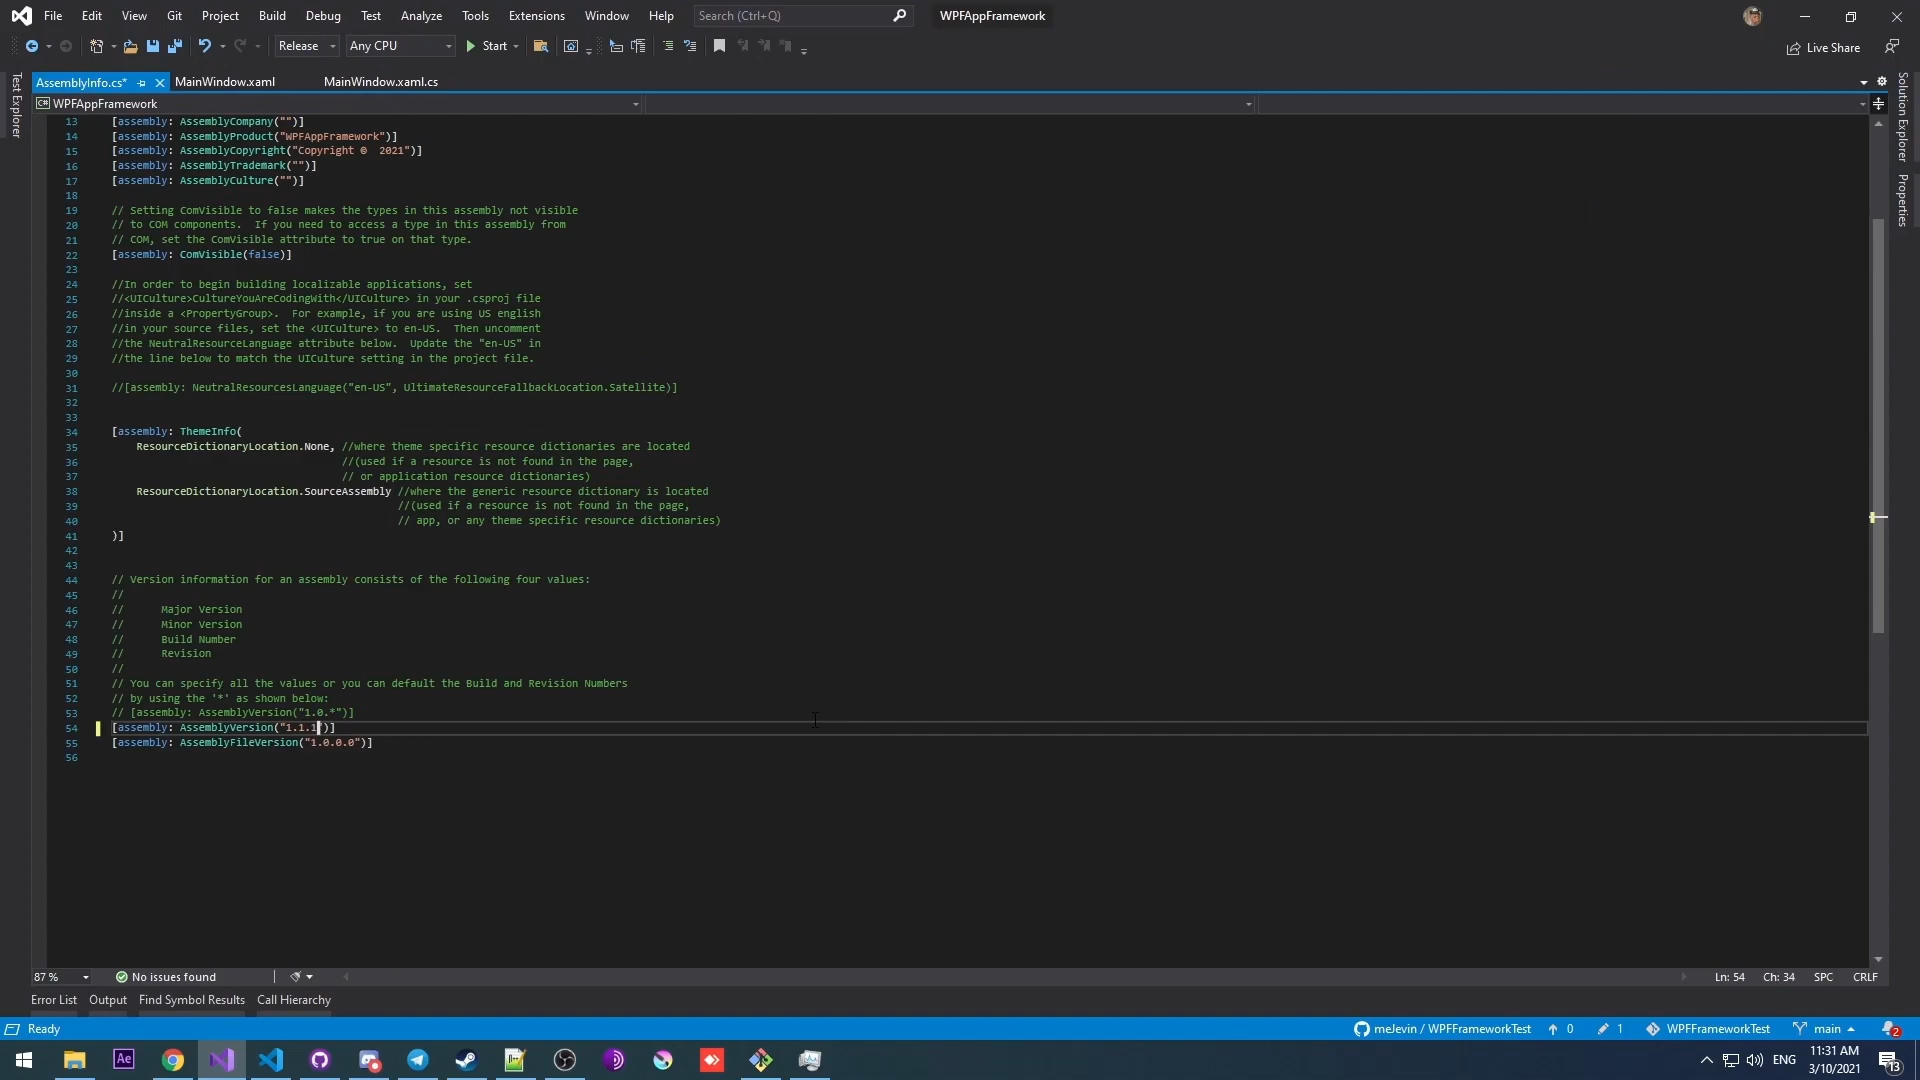 File Edit View Git Project Build Debug Test Analyze Tools Extensions Window Help Search (Ctrl+Q) WPFAppFramework
Release Any CPU Start Live Share
AssemblyInfo.cs* MainWindow.xaml MainWindow.xaml.cs
Test Explorer
Solution Explorer
Properties
WPFAppFramework
13 [assembly: AssemblyCompany("")]
14 [assembly: AssemblyProduct("WPFAppFramework")]
15 [assembly: AssemblyCopyright("Copyright ©  2021")]
16 [assembly: AssemblyTrademark("")]
17 [assembly: AssemblyCulture("")]
18
19 // Setting ComVisible to false makes the types in this assembly not visible
20 // to COM components.  If you need to access a type in this assembly from
21 // COM, set the ComVisible attribute to true on that type.
22 [assembly: ComVisible(false)]
23
24 //In order to begin building localizable applications, set
25 //<UICulture>CultureYouAreCodingWith</UICulture> in your .csproj file
26 //inside a <PropertyGroup>.  For example, if you are using US english
27 //in your source files, set the <UICulture> to en-US.  Then uncomment
28 //the NeutralResourceLanguage attribute below.  Update the "en-US" in
29 //the line below to match the UICulture setting in the project file.
30
31 //[assembly: NeutralResourcesLanguage("en-US", UltimateResourceFallbackLocation.Satellite)]
32
33
34 [assembly: ThemeInfo(
35 ResourceDictionaryLocation.None, //where theme specific resource dictionaries are located
36 //(used if a resource is not found in the page,
37 // or application resource dictionaries)
38 ResourceDictionaryLocation.SourceAssembly //where the generic resource dictionary is located
39 //(used if a resource is not found in the page,
40 // app, or any theme specific resource dictionaries)
41 )]
42
43
44 // Version information for an assembly consists of the following four values:
45 //
46 //      Major Version
47 //      Minor Version
48 //      Build Number
49 //      Revision
50 //
51 // You can specify all the values or you can default the Build and Revision Numbers
52 // by using the '*' as shown below:
53 // [assembly: AssemblyVersion("1.0.*")]
54 [assembly: AssemblyVersion("1.1.1")]
55 [assembly: AssemblyFileVersion("1.0.0.0")]
56
87 % No issues found Ln: 54 Ch: 34 SPC CRLF
Error List Output Find Symbol Results Call Hierarchy
Ready meJevin / WPFFrameworkTest 0 1 WPFFrameworkTest main 2
Ae ENG 11:31 AM 13
3/10/2021